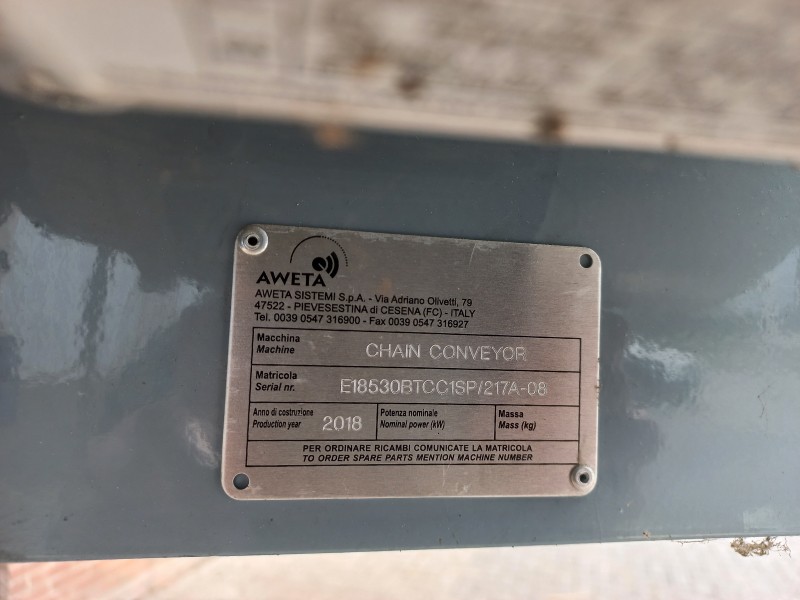 AWETA
AWETA SISTEMI S.p.A. - Via Adriano Olivetti, 79
47522 - PIEVESESTINA di CESENA (FC) - ITALY
Tel. 0039 0547 316900 - Fax 0039 0547 316927
Macchina
Machine
CHAIN CONVEYOR
Matricola
Serial nr.
E18530BTCC1SP/217A-08
Anno di costruzione
Production year
2018
Potenza nominale
Nominal power (kW)
Massa
Mass (kg)
PER ORDINARE RICAMBI COMUNICATE LA MATRICOLA
TO ORDER SPARE PARTS MENTION MACHINE NUMBER